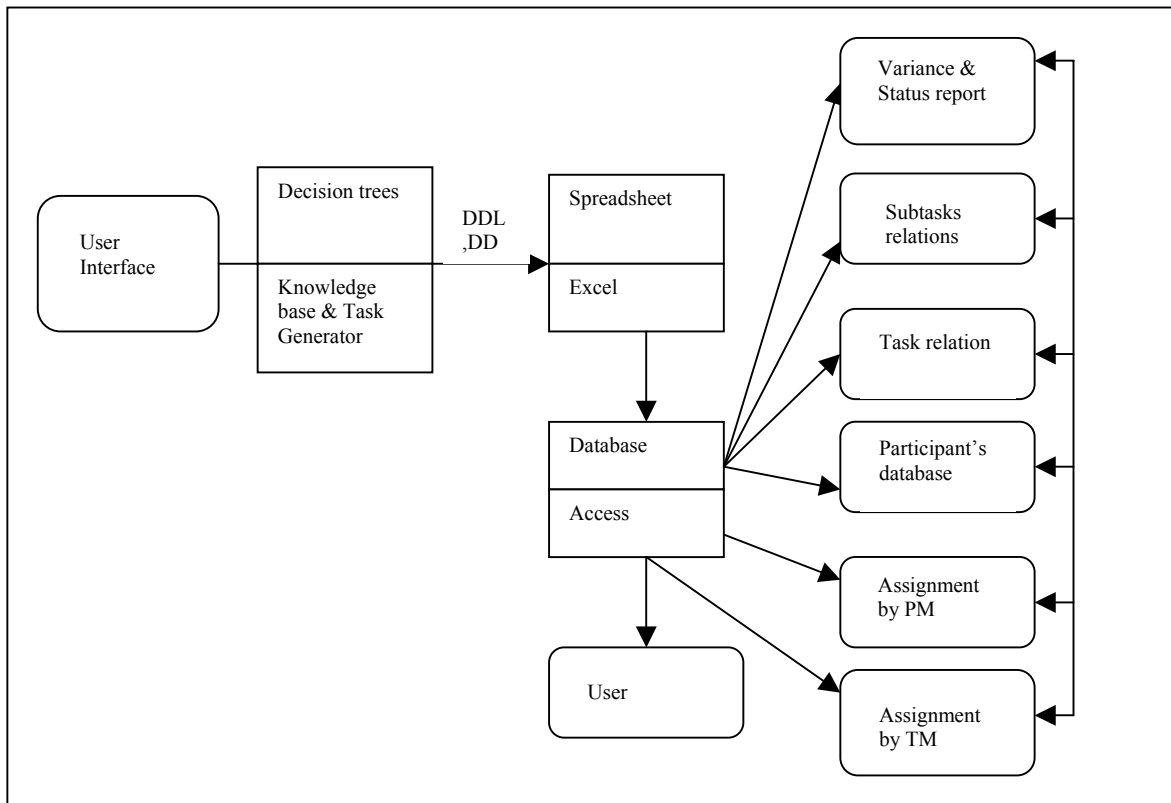 User
Interface
Decision trees
Knowledge
base & Task
Generator
DDL
,DD
Spreadsheet
Excel
Database
Access
User
Variance &
Status report
Subtasks
relations
Task relation
Participant's
database
Assignment
by PM
Assignment
by TM